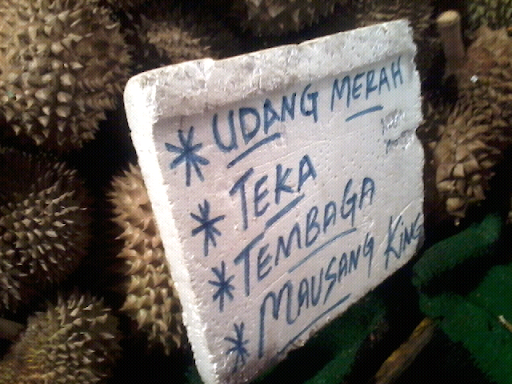 * UDANG MERAH
* TEKA
* TEMBAGA
* MAUSANG KING